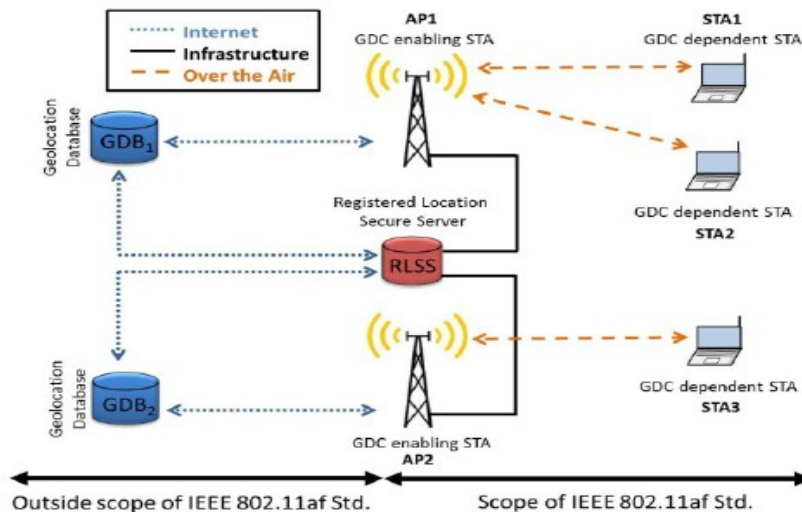 Internet
Infrastructure
Over the Air
AP1
GDC enabling STA
STA1
GDC dependent STA
Geolocation
Database
GDB1
GDC dependent STA
STA2
Registered Location
Secure Server
RLSS
Geolocation
Database
GDB2
GDC enabling STA
AP2
GDC dependent STA
STA3
Outside scope of IEEE 802.11af Std.
Scope of IEEE 802.11af Std.